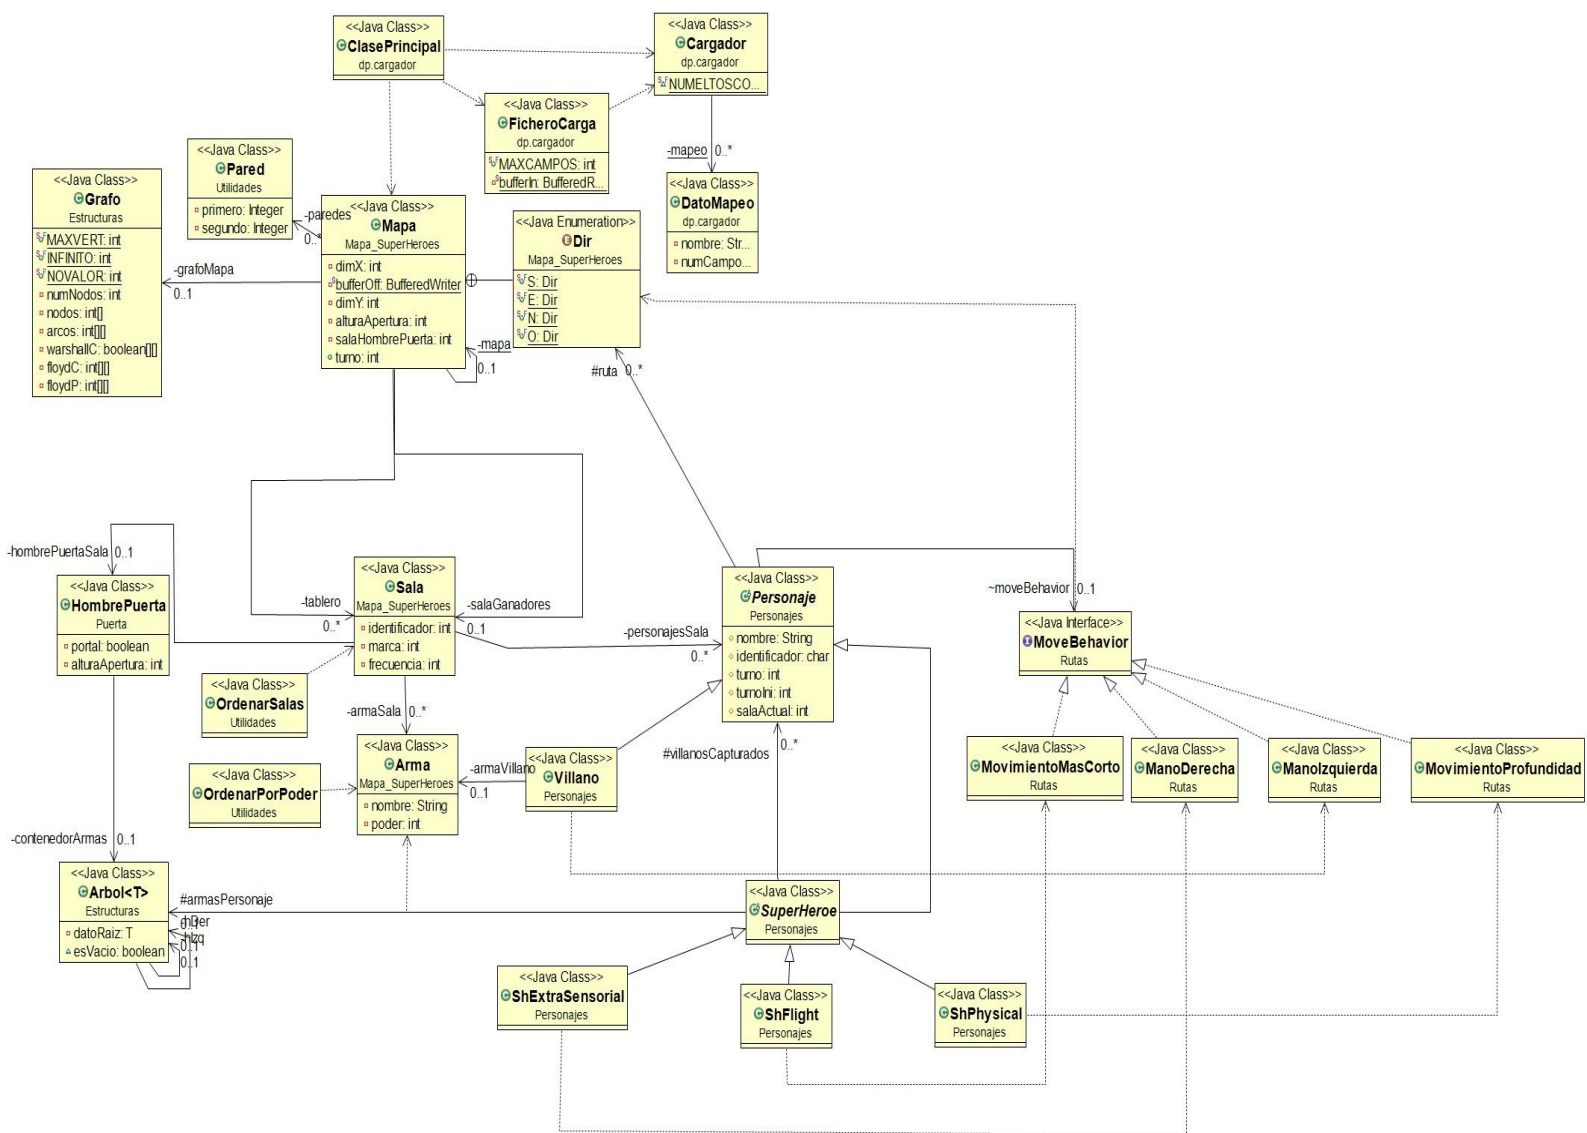 <<Java Class>>
ClasePrincipal
dp.cargador
<<Java Class>>
Cargador
dp.cargador
NUMELTOSCO...
<<Java Class>>
FicheroCarga
dp.cargador
MAXCAMPOS: int
bufferIn: BufferedR...
-mapeo 0..*
<<Java Class>>
DatoMapeo
dp.cargador
nombre: Str...
numCampo...
<<Java Class>>
Pared
Utilidades
primero: Integer
segundo: Integer
-paredes
0..*
<<Java Class>>
Grafo
Estructuras
MAXVERT: int
INFINITO: int
NOVALOR: int
numNodos: int
nodos: int[]
arcos: int[][]
warshallC: boolean[][]
floydC: int[][]
floydP: int[][]
-grafoMapa
0..1
<<Java Class>>
Mapa
Mapa_SuperHeroes
dimX: int
bufferOff: BufferedWriter
dimY: int
alturaApertura: int
salaHombrePuerta: int
turno: int
-mapa
0..1
<<Java Enumeration>>
Dir
Mapa_SuperHeroes
S: Dir
E: Dir
N: Dir
O: Dir
#ruta 0..*
-hombrePuertaSala 0..1
<<Java Class>>
HombrePuerta
Puerta
portal: boolean
alturaApertura: int
-tablero
0..*
<<Java Class>>
Sala
Mapa_SuperHeroes
identificador: int
marca: int
frecuencia: int
-salaGanadores
0..1
-personajesSala
0..*
<<Java Class>>
Personaje
Personajes
nombre: String
identificador: char
turno: int
turnoIni: int
salaActual: int
~moveBehavior 0..1
<<Java Interface>>
MoveBehavior
Rutas
<<Java Class>>
OrdenarSalas
Utilidades
-armaSala 0..*
<<Java Class>>
OrdenarPorPoder
Utilidades
<<Java Class>>
Arma
Mapa_SuperHeroes
nombre: String
poder: int
-armaVillano
0..1
<<Java Class>>
Villano
Personajes
#villanosCapturados 0..*
<<Java Class>>
MovimientoMasCorto
Rutas
<<Java Class>>
ManoDerecha
Rutas
<<Java Class>>
ManoIzquierda
Rutas
<<Java Class>>
MovimientoProfundidad
Rutas
-contenedorArmas 0..1
<<Java Class>>
Arbol<T>
Estructuras
datoRaiz: T
esVacio: boolean
#armasPersonaje
0..1
-hDer
-hIzq
0..1
0..1
<<Java Class>>
SuperHeroe
Personajes
<<Java Class>>
ShExtraSensorial
Personajes
<<Java Class>>
ShFlight
Personajes
<<Java Class>>
ShPhysical
Personajes